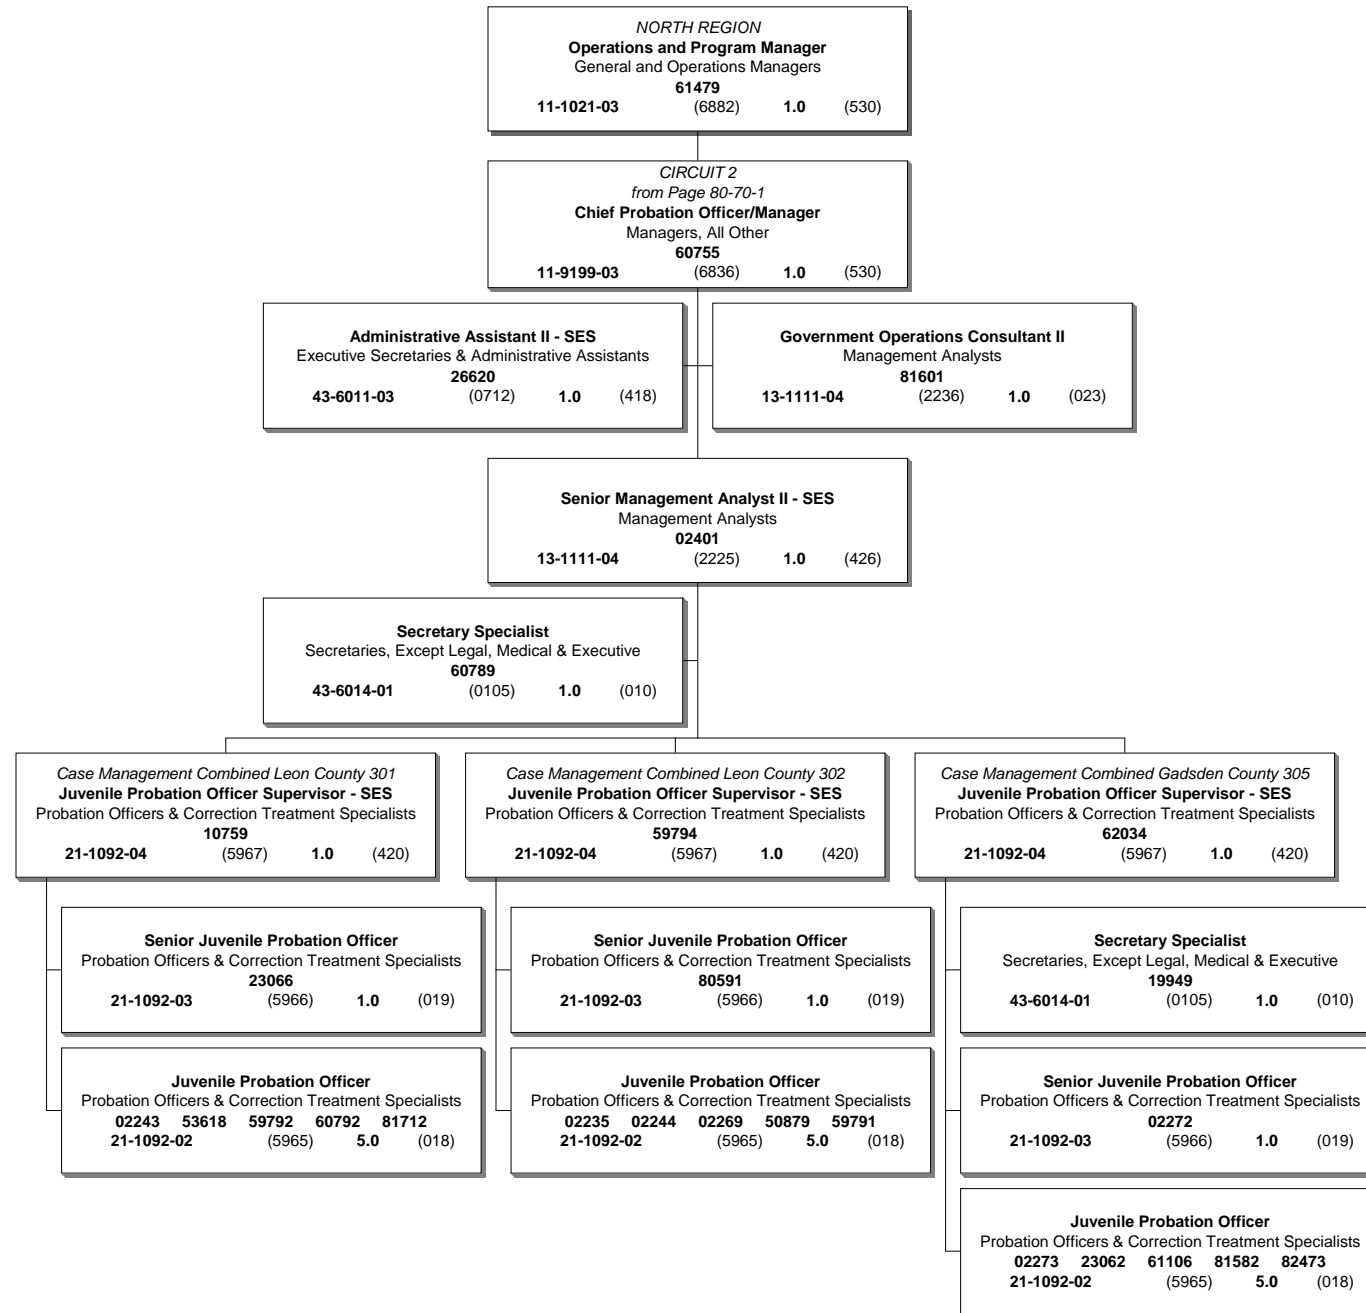 NORTH REGION
Operations and Program Manager
General and Operations Managers
61479
11-1021-03 (6882) 1.0 (530)
CIRCUIT 2
from Page 80-70-1
Chief Probation Officer/Manager
Managers, All Other
60755
11-9199-03 (6836) 1.0 (530)
Administrative Assistant II - SES
Executive Secretaries & Administrative Assistants
26620
43-6011-03 (0712) 1.0 (418)
Government Operations Consultant II
Management Analysts
81601
13-1111-04 (2236) 1.0 (023)
Senior Management Analyst II - SES
Management Analysts
02401
13-1111-04 (2225) 1.0 (426)
Secretary Specialist
Secretaries, Except Legal, Medical & Executive
60789
43-6014-01 (0105) 1.0 (010)
Case Management Combined Leon County 301
Juvenile Probation Officer Supervisor - SES
Probation Officers & Correction Treatment Specialists
10759
21-1092-04 (5967) 1.0 (420)
Senior Juvenile Probation Officer
Probation Officers & Correction Treatment Specialists
23066
21-1092-03 (5966) 1.0 (019)
Juvenile Probation Officer
Probation Officers & Correction Treatment Specialists
02243 53618 59792 60792 81712
21-1092-02 (5965) 5.0 (018)
Case Management Combined Leon County 302
Juvenile Probation Officer Supervisor - SES
Probation Officers & Correction Treatment Specialists
59794
21-1092-04 (5967) 1.0 (420)
Senior Juvenile Probation Officer
Probation Officers & Correction Treatment Specialists
80591
21-1092-03 (5966) 1.0 (019)
Juvenile Probation Officer
Probation Officers & Correction Treatment Specialists
02235 02244 02269 50879 59791
21-1092-02 (5965) 5.0 (018)
Case Management Combined Gadsden County 305
Juvenile Probation Officer Supervisor - SES
Probation Officers & Correction Treatment Specialists
62034
21-1092-04 (5967) 1.0 (420)
Secretary Specialist
Secretaries, Except Legal, Medical & Executive
19949
43-6014-01 (0105) 1.0 (010)
Senior Juvenile Probation Officer
Probation Officers & Correction Treatment Specialists
02272
21-1092-03 (5966) 1.0 (019)
Juvenile Probation Officer
Probation Officers & Correction Treatment Specialists
02273 23062 61106 81582 82473
21-1092-02 (5965) 5.0 (018)